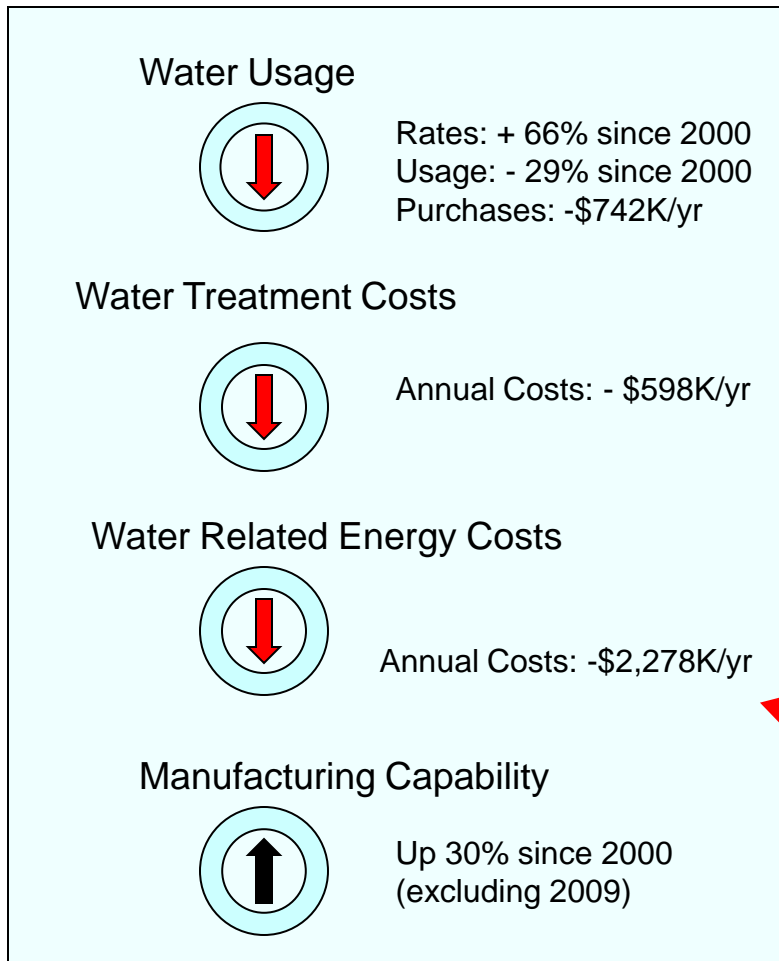 Water Usage
Rates: + 66% since 2000
Usage: - 29% since 2000
Purchases: -$742K/yr
Water Treatment Costs
Annual Costs: - $598K/yr
Water Related Energy Costs
Annual Costs: -$2,278K/yr
Manufacturing Capability
Up 30% since 2000
(excluding 2009)